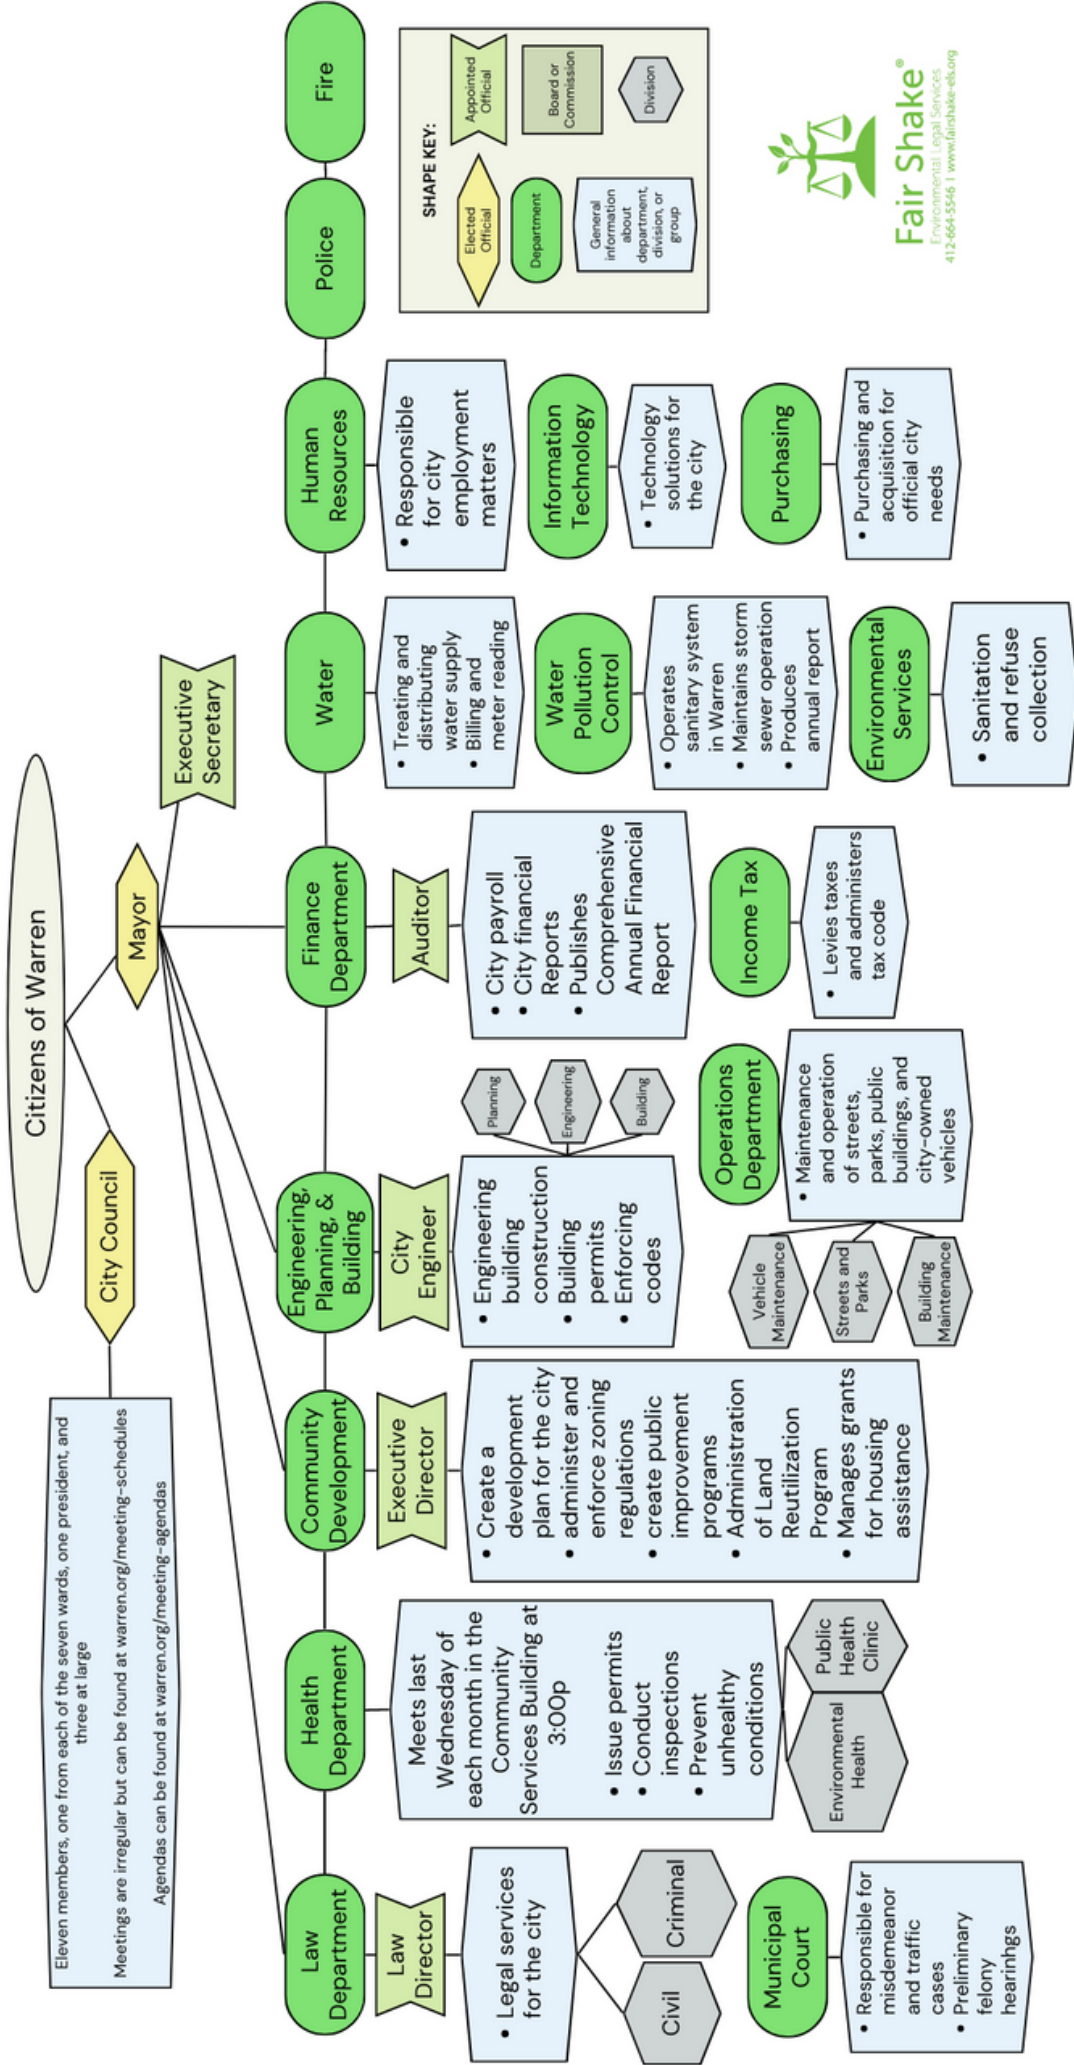 Citizens of Warren
City Council
Mayor
Executive
Secretary
Eleven members, one from each of the seven wards, one president, and
three at large
Meetings are irregular but can be found at warren.org/meeting-schedules
Agendas can be found at warren.org/meeting-agendas
Law
Department
Law
Director
• Legal services
for the city
Civil
Criminal
Municipal
Court
• Responsible for
misdemeanor
and traffic
cases
• Preliminary
felony
hearinhgs
Health
Department
Meets last
Wednesday of
each month in the
Community
Services Building at
3:00p
• Issue permits
• Conduct
inspections
• Prevent
unhealthy
conditions
Environmental
Health
Public
Health
Clinic
Community
Development
Executive
Director
• Create a
development
plan for the city
• administer and
enforce zoning
regulations
• create public
improvement
programs
• Administration
of Land
Reutilization
Program
• Manages grants
for housing
assistance
Engineering,
Planning, &
Building
City
Engineer
• Engineering
building
construction
• Building
permits
• Enforcing
codes
Planning
Engineering
Building
Operations
Department
• Maintenance
and operation
of streets,
parks, public
buildings, and
city-owned
vehicles
Vehicle
Maintenance
Streets and
Parks
Building
Maintenance
Finance
Department
Auditor
• City payroll
• City financial
Reports
• Publishes
Comprehensive
Annual Financial
Report
Income Tax
• Levies taxes
and administers
tax code
Water
• Treating and
distributing
water supply
• Billing and
meter reading
Water
Pollution
Control
• Operates
sanitary system
in Warren
• Maintains storm
sewer operation
• Produces
annual report
Environmental
Services
• Sanitation
and refuse
collection
Human
Resources
• Responsible
for city
employment
matters
Information
Technology
• Technology
solutions for
the city
Purchasing
• Purchasing and
acquisition for
official city
needs
Police
Fire
SHAPE KEY:
Elected
Official
Appointed
Official
Department
Board or
Commission
General
information
about
department,
division, or
group
Division
Fair Shake®
Environmental Legal Services
412-664-5546 | www.fairshake-els.org